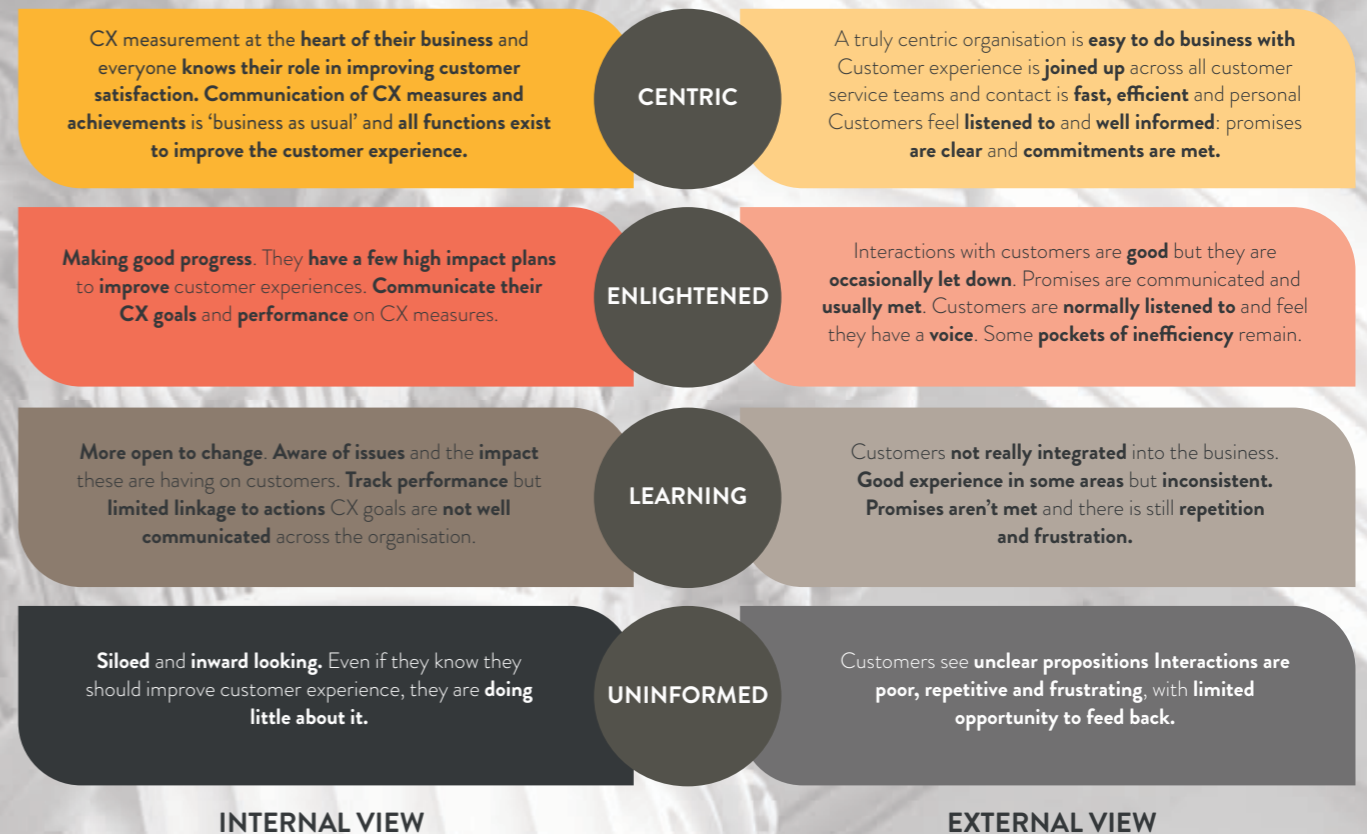 CX measurement at the heart of their business and
everyone knows their role in improving customer
satisfaction. Communication of CX measures and
achievements is ‘business as usual’ and all functions exist
to improve the customer experience.
CENTRIC
A truly centric organisation is easy to do business with
Customer experience is joined up across all customer
service teams and contact is fast, efficient and personal
Customers feel listened to and well informed: promises
are clear and commitments are met.
Making good progress. They have a few high impact plans
to improve customer experiences. Communicate their
CX goals and performance on CX measures.
ENLIGHTENED
Interactions with customers are good but they are
occasionally let down. Promises are communicated and
usually met. Customers are normally listened to and feel
they have a voice. Some pockets of inefficiency remain.
More open to change. Aware of issues and the impact
these are having on customers. Track performance but
limited linkage to actions CX goals are not well
communicated across the organisation.
LEARNING
Customers not really integrated into the business.
Good experience in some areas but inconsistent.
Promises aren’t met and there is still repetition
and frustration.
Siloed and inward looking. Even if they know they
should improve customer experience, they are doing
little about it.
UNINFORMED
Customers see unclear propositions Interactions are
poor, repetitive and frustrating, with limited
opportunity to feed back.
INTERNAL VIEW
EXTERNAL VIEW